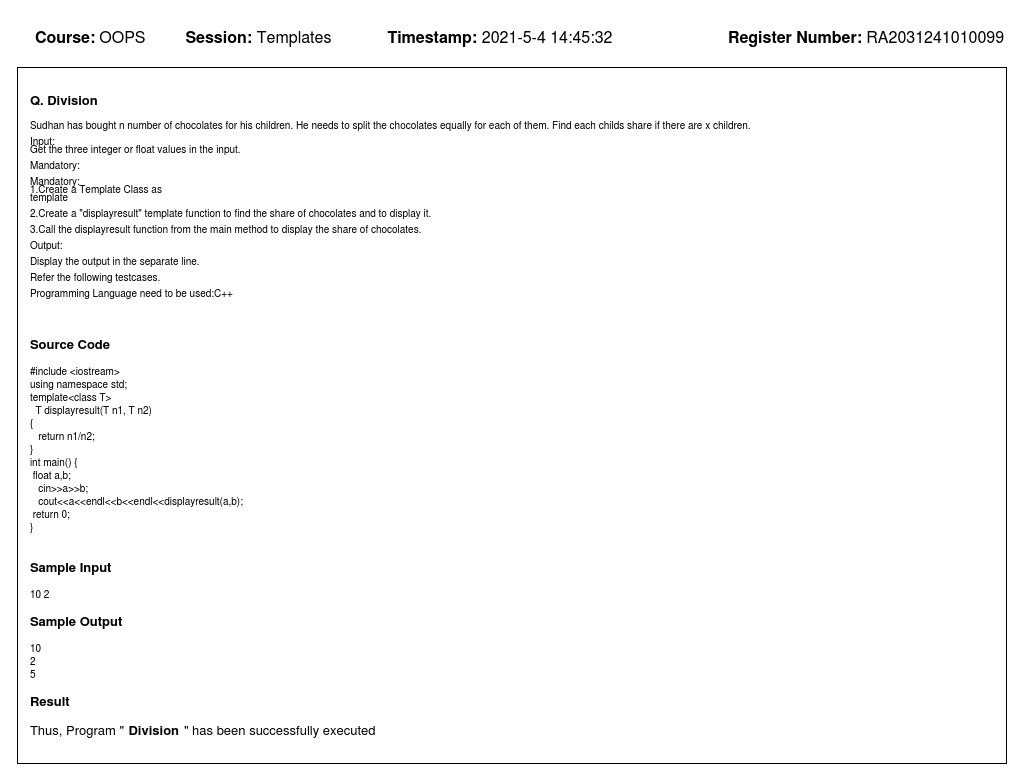 Course: OOPS Session: Templates Timestamp: 2021-5-4 14:45:32 Register Number: RA2031241010099
Q. Division
Sudhan has bought n number of chocolates for his children. He needs to split the chocolates equally for each of them. Find each childs share if there are x children.
Input:
Get the three integer or float values in the input.
Mandatory:
Mandatory:
1.Create a Template Class as
template
2.Create a "displayresult" template function to find the share of chocolates and to display it.
3.Call the displayresult function from the main method to display the share of chocolates.
Output:
Display the output in the separate line.
Refer the following testcases.
Programming Language need to be used:C++
Source Code
#include <iostream>
using namespace std;
template<class T>
T displayresult(T n1, T n2)
{
return n1/n2;
}
int main() {
float a,b;
cin>>a>>b;
cout<<a<<endl<<b<<endl<<displayresult(a,b);
return 0;
}
Sample Input
10 2
Sample Output
10
2
5
Result
Thus, Program " Division " has been successfully executed